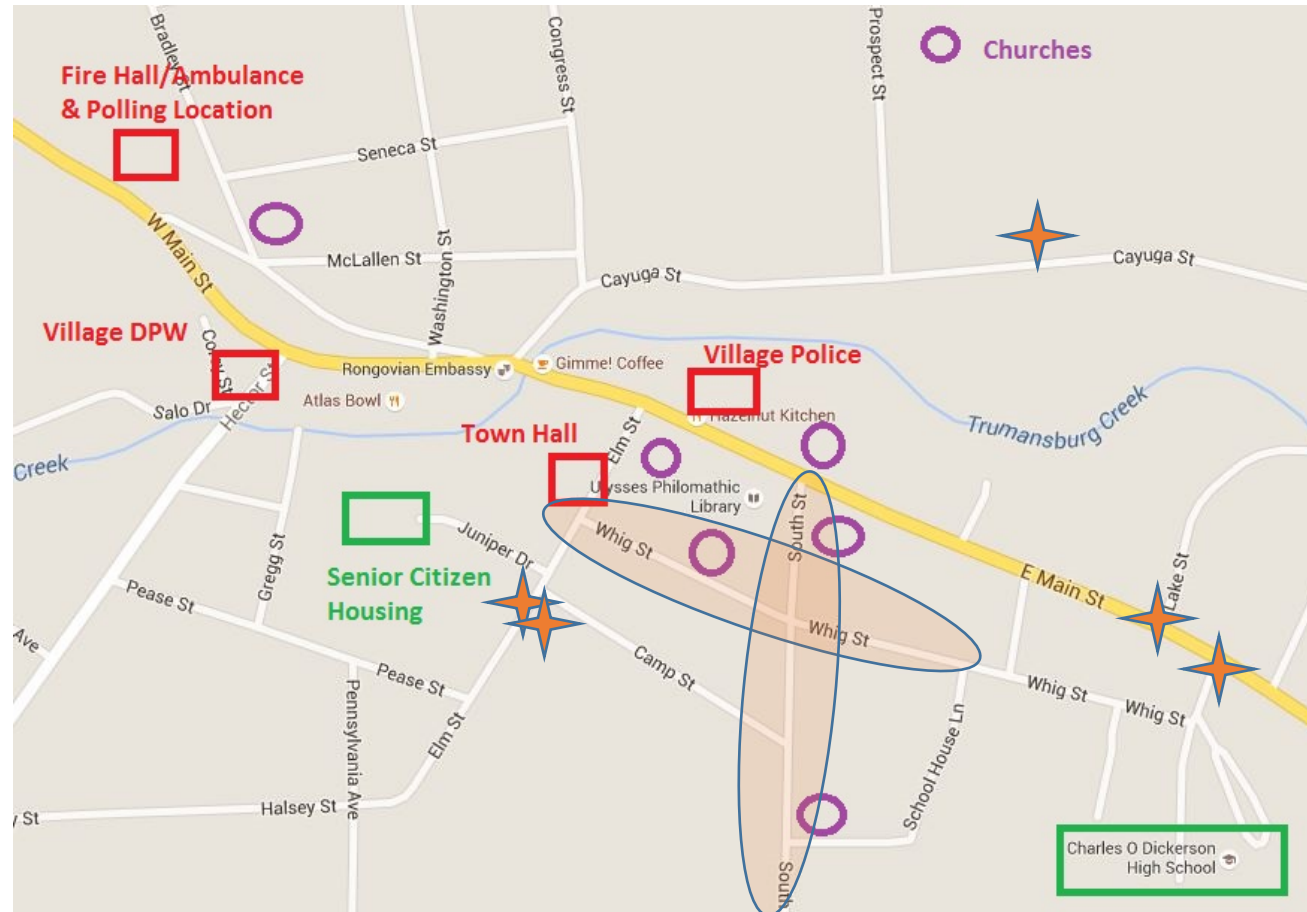 Bradley St
Congress St
Prospect St
Churches
Fire Hall/Ambulance
& Polling Location
Seneca St
W Main St
McLallen St
Washington St
Cayuga St
Cayuga St
Village DPW
Corey St
Hector St
Salo Dr
Rongovian Embassy
Gimme! Coffee
Atlas Bowl
Village Police
Hazelnut Kitchen
Trumansburg Creek
Town Hall
Elm St
Creek
Ulysses Philomathic
Library
South St
Whig St
Juniper Dr
Gregg St
Senior Citizen
Housing
E Main St
Lake St
Pease St
Whig St
Ave
Camp St
Pease St
Whig St
Whig St
Pennsylvania Ave
Elm St
School House Ln
Halsey St
y St
Charles O Dickerson
High School
South